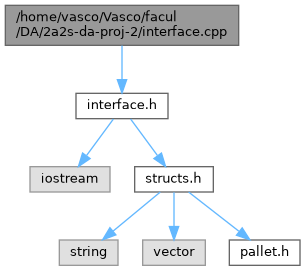 /home/vasco/Vasco/facul
/DA/2a2s-da-proj-2/interface.cpp
interface.h
iostream
structs.h
string
vector
pallet.h